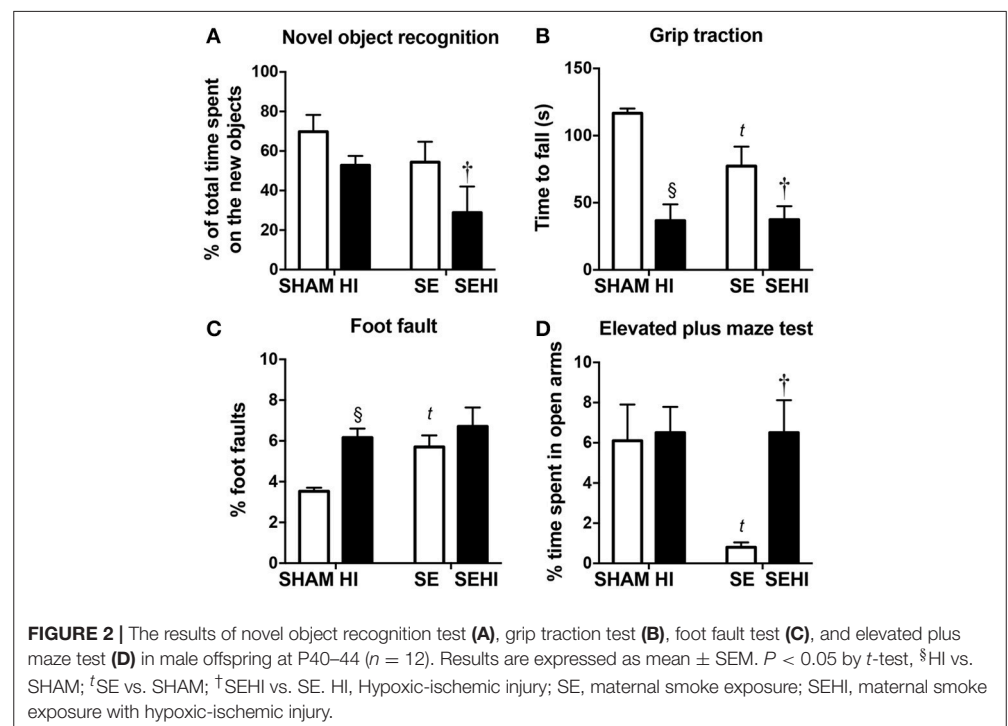 A Novel object recognition
% of total time spent
on the new objects
100
80
60
40
20
0
†
SHAM HI SE SEHI
B Grip traction
Time to fall (s)
150
100
50
0
§
t
†
SHAM HI SE SEHI
C Foot fault
% foot faults
10
8
6
4
2
0
§
t
SHAM HI SE SEHI
D Elevated plus maze test
% time spent in open arms
10
8
6
4
2
0
t
†
SHAM HI SE SEHI
FIGURE 2 | The results of novel object recognition test (A), grip traction test (B), foot fault test (C), and elevated plus
maze test (D) in male offspring at P40–44 (n = 12). Results are expressed as mean ± SEM. P < 0.05 by t-test, §HI vs.
SHAM; tSE vs. SHAM; †SEHI vs. SE. HI, Hypoxic-ischemic injury; SE, maternal smoke exposure; SEHI, maternal smoke
exposure with hypoxic-ischemic injury.